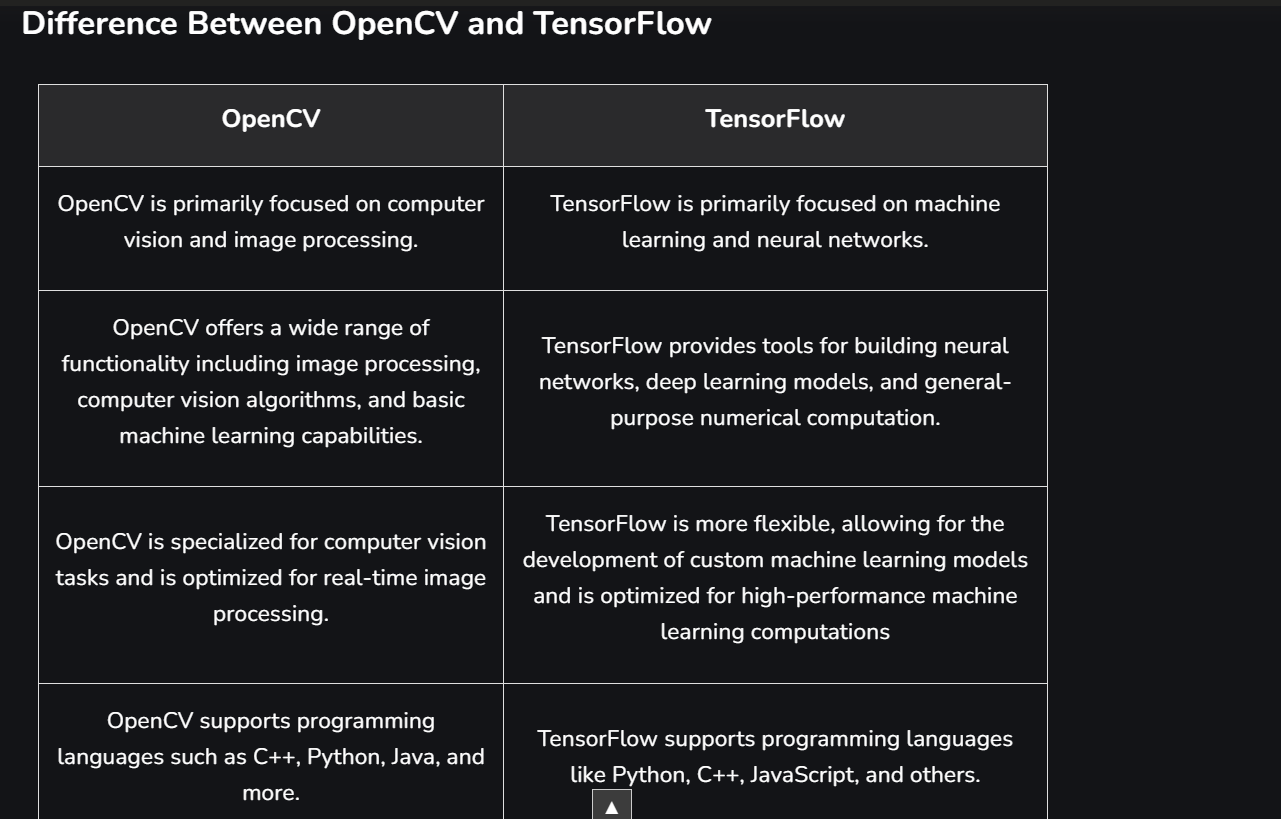 Difference Between OpenCV and TensorFlow
OpenCV
TensorFlow
OpenCV is primarily focused on computer
vision and image processing.
TensorFlow is primarily focused on machine
learning and neural networks.
OpenCV offers a wide range of
functionality including image processing,
computer vision algorithms, and basic
machine learning capabilities.
TensorFlow provides tools for building neural
networks, deep learning models, and general-
purpose numerical computation.
OpenCV is specialized for computer vision
tasks and is optimized for real-time image
processing.
TensorFlow is more flexible, allowing for the
development of custom machine learning models
and is optimized for high-performance machine
learning computations
OpenCV supports programming
languages such as C++, Python, Java, and
more.
TensorFlow supports programming languages
like Python, C++, JavaScript, and others.